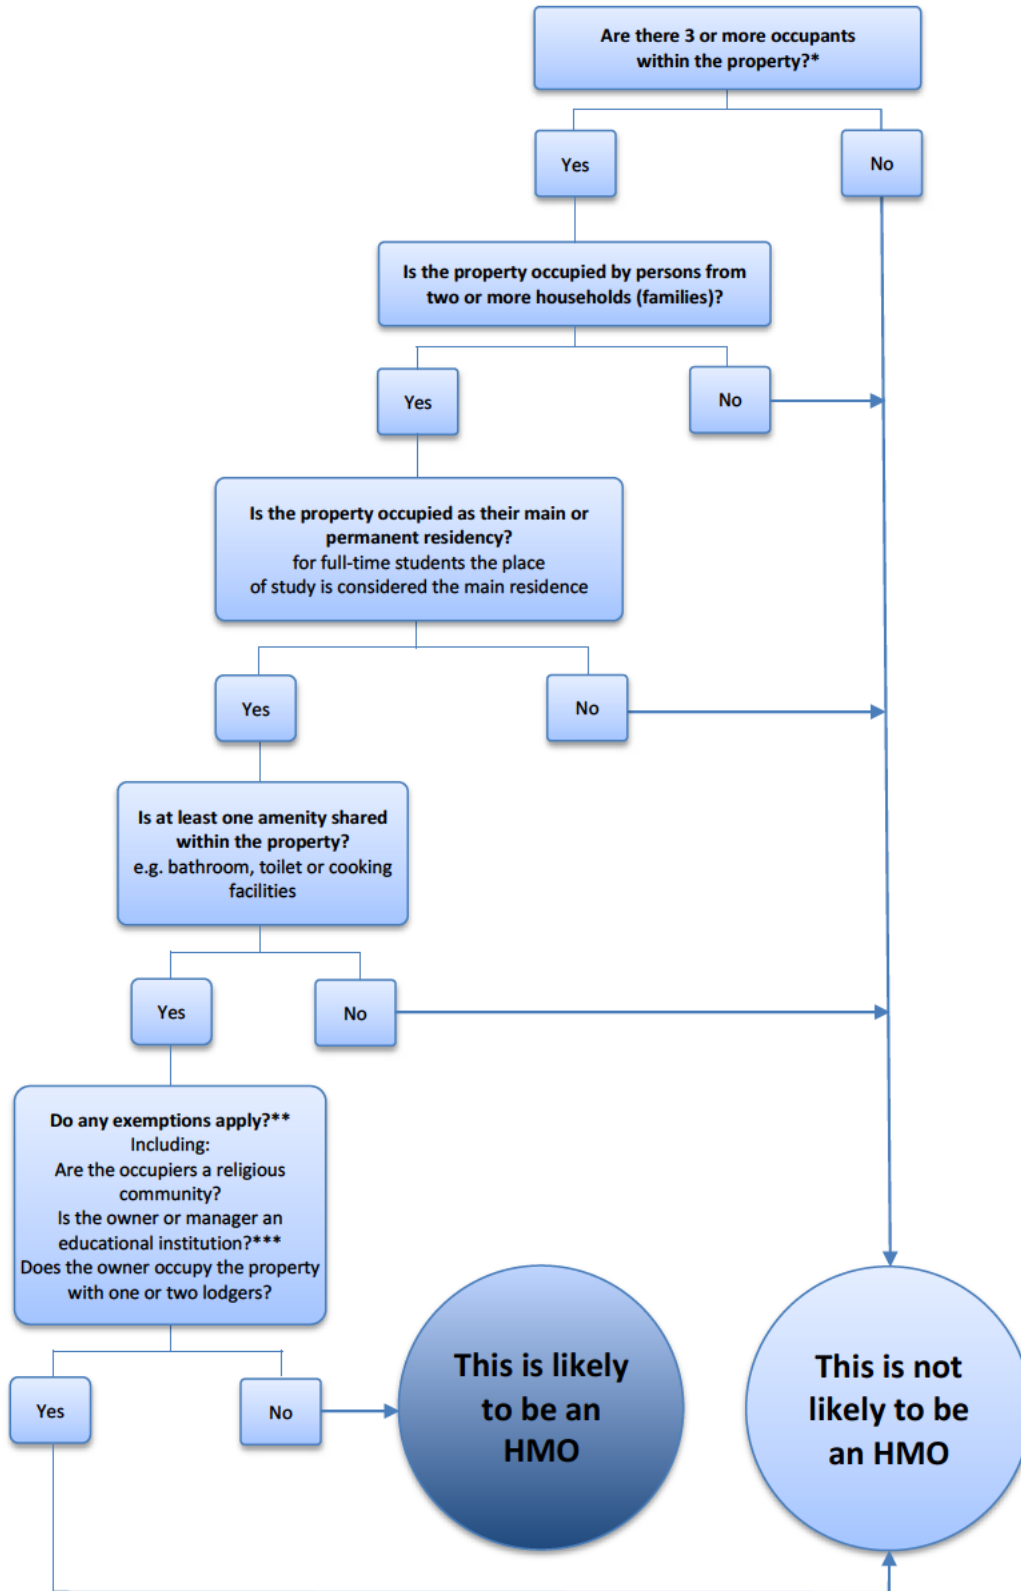 Are there 3 or more occupants
within the property?*
Yes
No
Is the property occupied by persons from
two or more households (families)?
Yes
No
Is the property occupied as their main or
permanent residency?
for full-time students the place
of study is considered the main residence
Yes
No
Is at least one amenity shared
within the property?
e.g. bathroom, toilet or cooking
facilities
Yes
No
Do any exemptions apply?**
Including:
Are the occupiers a religious
community?
Is the owner or manager an
educational institution?***
Does the owner occupy the property
with one or two lodgers?
Yes
No
This is likely
to be an
HMO
This is not
likely to be
an HMO